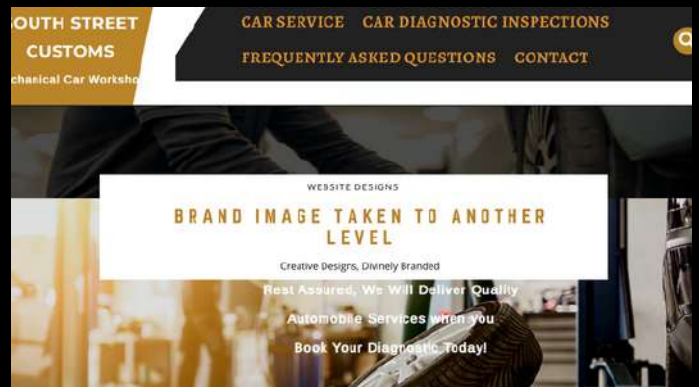 SOUTH STREET
CUSTOMS
chanical Car Worksho
CAR SERVICE CAR DIAGNOSTIC INSPECTIONS
FREQUENTLY ASKED QUESTIONS CONTACT
WEBSITE DESIGNS
BRAND IMAGE TAKEN TO ANOTHER
LEVEL
Creative Designs, Divinely Branded
Rest Assured, We Will Deliver Quality
Automobile Services when you
Book Your Diagnostic Today!